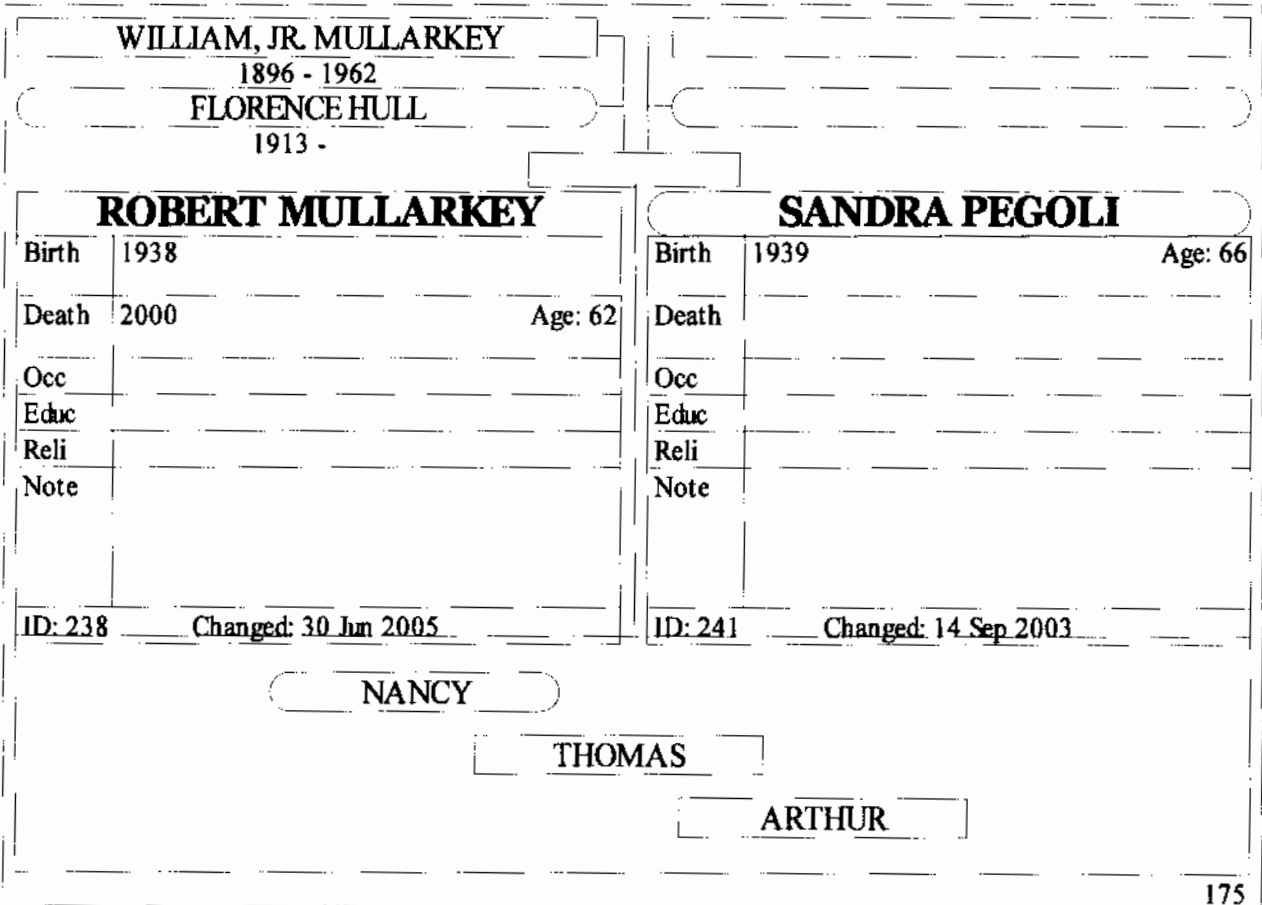 WILLIAM, JR. MULLARKEY
1896 - 1962
FLORENCE HULL
1913 -
ROBERT MULLARKEY
Birth 1938
Death 2000 Age: 62
Occ
Educ
Reli
Note
ID: 238 Changed: 30 Jun 2005
SANDRA PEGOLI
Birth 1939 Age: 66
Death
Occ
Educ
Reli
Note
ID: 241 Changed: 14 Sep 2003
NANCY
THOMAS
ARTHUR
175